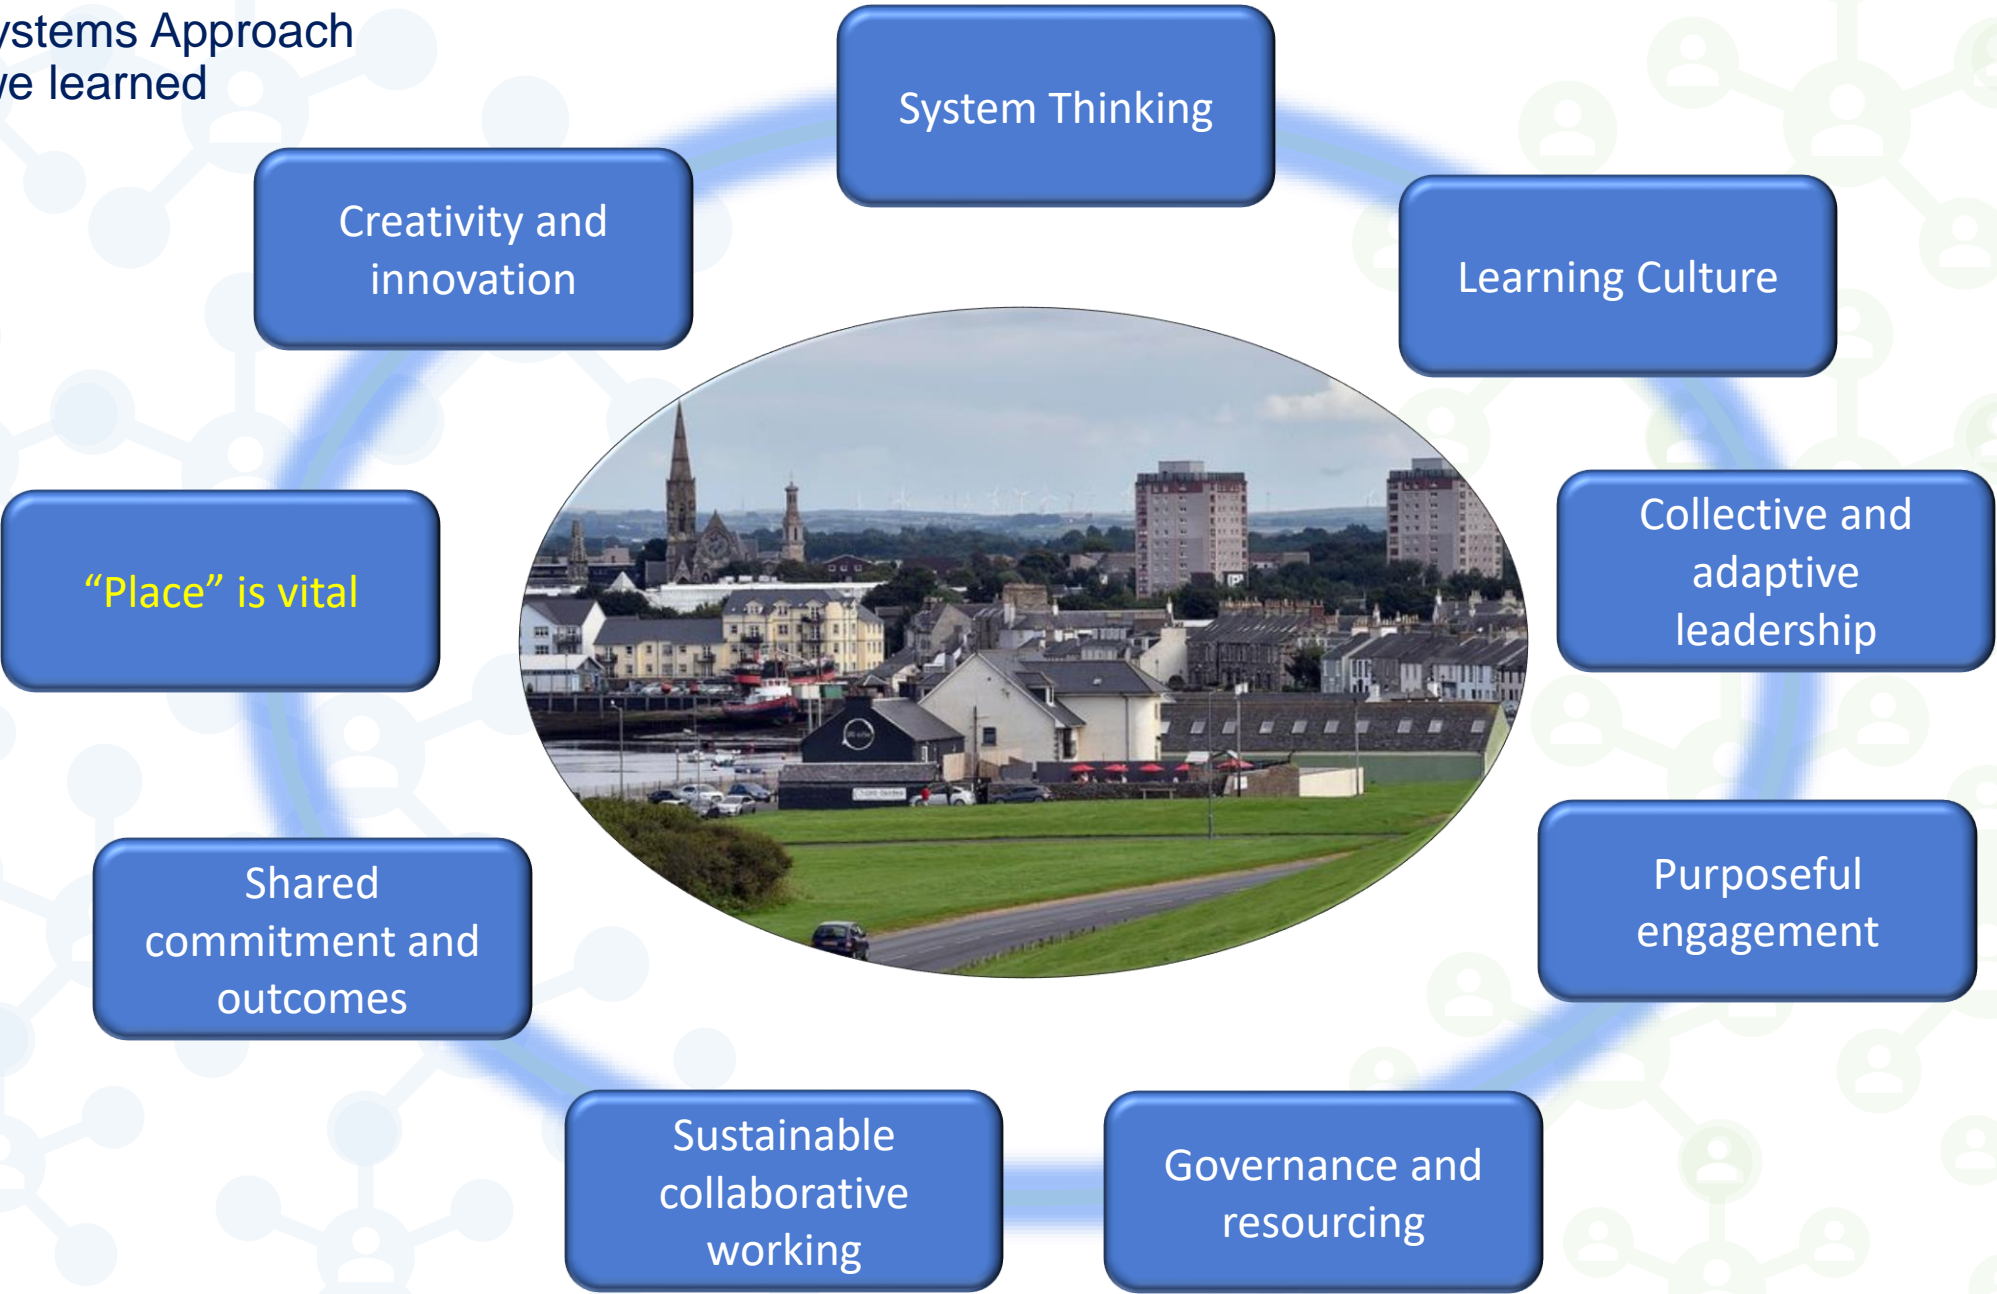 ystems Approach
we learned
System Thinking
Creativity and
innovation
Learning Culture
Collective and
adaptive
leadership
“Place” is vital
Purposeful
engagement
Shared
commitment and
outcomes
Sustainable
collaborative
working
Governance and
resourcing